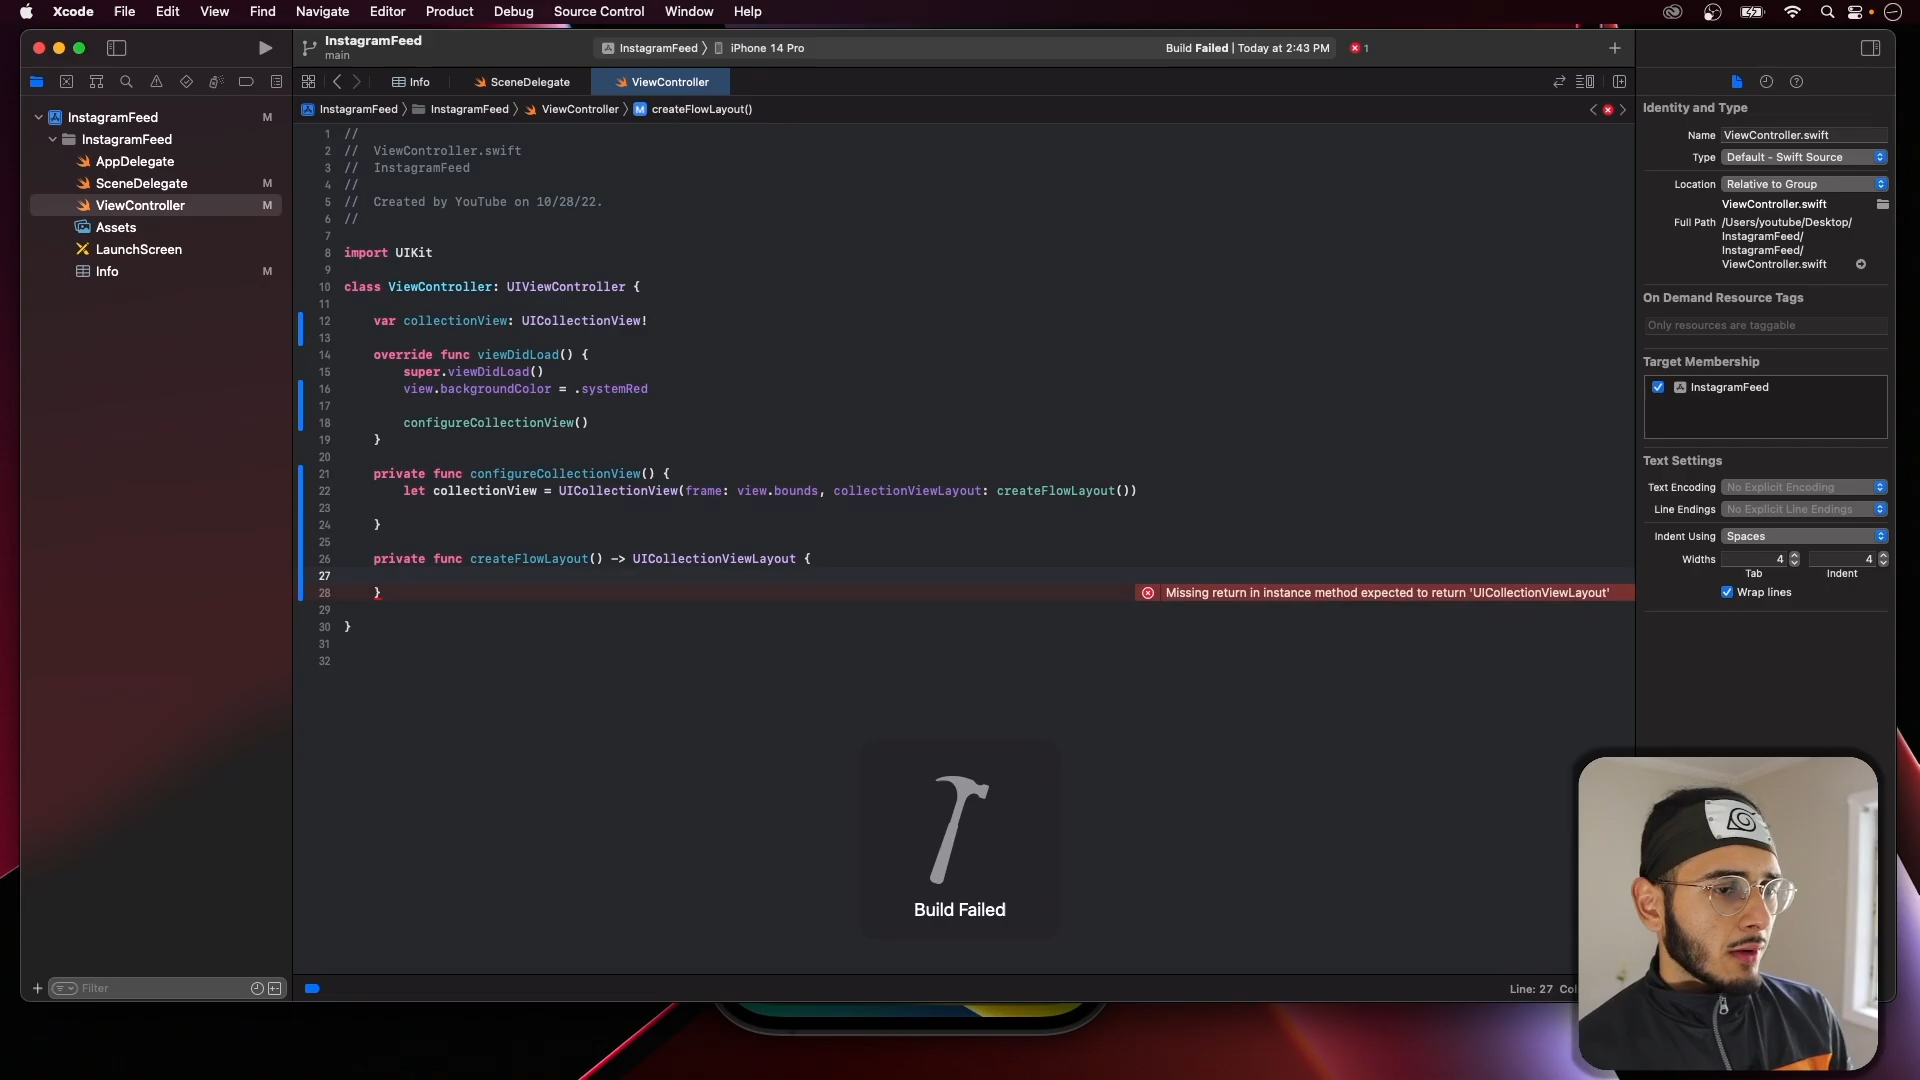 Xcode File Edit View Find Navigate Editor Product Debug Source Control Window Help
InstagramFeed
main
InstagramFeed iPhone 14 Pro
Build Failed | Today at 2:43 PM
1
Info SceneDelegate ViewController
InstagramFeed InstagramFeed ViewController M createFlowLayout()
InstagramFeed M
InstagramFeed
AppDelegate
SceneDelegate M
ViewController M
Assets
LaunchScreen
Info M
1 //
2 // ViewController.swift
3 // InstagramFeed
4 //
5 // Created by YouTube on 10/28/22.
6 //
7
8 import UIKit
9
10 class ViewController: UIViewController {
11
12 var collectionView: UICollectionView!
13
14 override func viewDidLoad() {
15 super.viewDidLoad()
16 view.backgroundColor = .systemRed
17
18 configureCollectionView()
19 }
20
21 private func configureCollectionView() {
22 let collectionView = UICollectionView(frame: view.bounds, collectionViewLayout: createFlowLayout())
23
24 }
25
26 private func createFlowLayout() -> UICollectionViewLayout {
27
28 } Missing return in instance method expected to return 'UICollectionViewLayout'
29
30 }
31
32
Build Failed
Filter
Line: 27 Col
Identity and Type
Name ViewController.swift
Type Default - Swift Source
Location Relative to Group
ViewController.swift
Full Path /Users/youtube/Desktop/
InstagramFeed/
InstagramFeed/
ViewController.swift
On Demand Resource Tags
Only resources are taggable
Target Membership
InstagramFeed
Text Settings
Text Encoding No Explicit Encoding
Line Endings No Explicit Line Endings
Indent Using Spaces
Widths 4 4
Tab Indent
Wrap lines